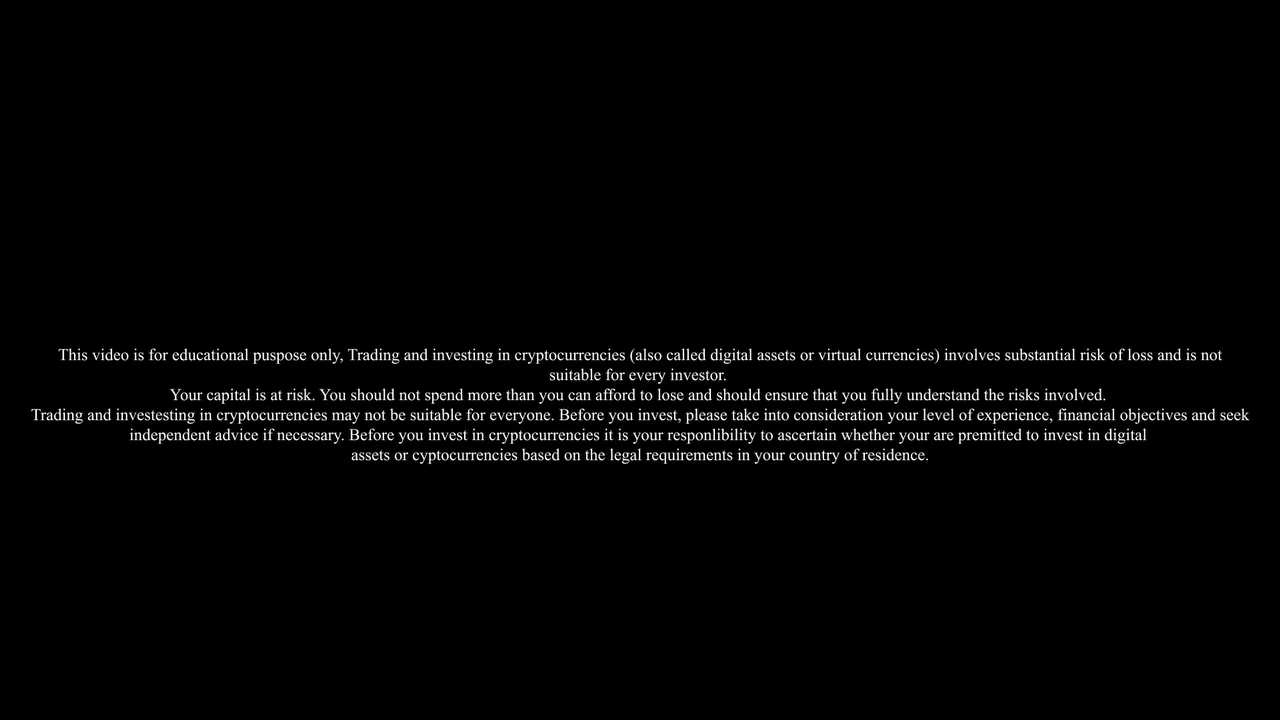 This video is for educational puspose only, Trading and investing in cryptocurrencies (also called digital assets or virtual currencies) involves substantial risk of loss and is not
suitable for every investor.
Your capital is at risk. You should not spend more than you can afford to lose and should ensure that you fully understand the risks involved.
Trading and investesting in cryptocurrencies may not be suitable for everyone. Before you invest, please take into consideration your level of experience, financial objectives and seek
independent advice if necessary. Before you invest in cryptocurrencies it is your responlibility to ascertain whether your are premitted to invest in digital
assets or cyptocurrencies based on the legal requirements in your country of residence.